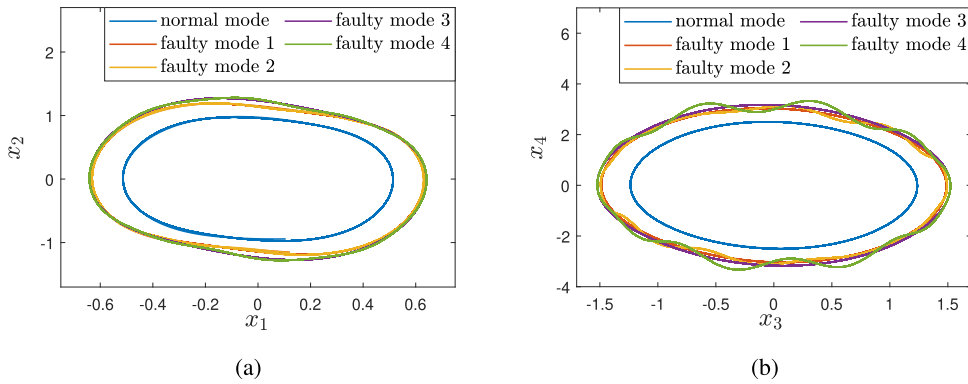 normal mode faulty mode 3
faulty mode 1 faulty mode 4
faulty mode 2
2
1
0
-1
x2
-0.6 -0.4 -0.2 0 0.2 0.4 0.6
x1
(a)
normal mode faulty mode 3
faulty mode 1 faulty mode 4
faulty mode 2
6
4
2
0
-2
-4
x4
-1.5 -1 -0.5 0 0.5 1 1.5
x3
(b)